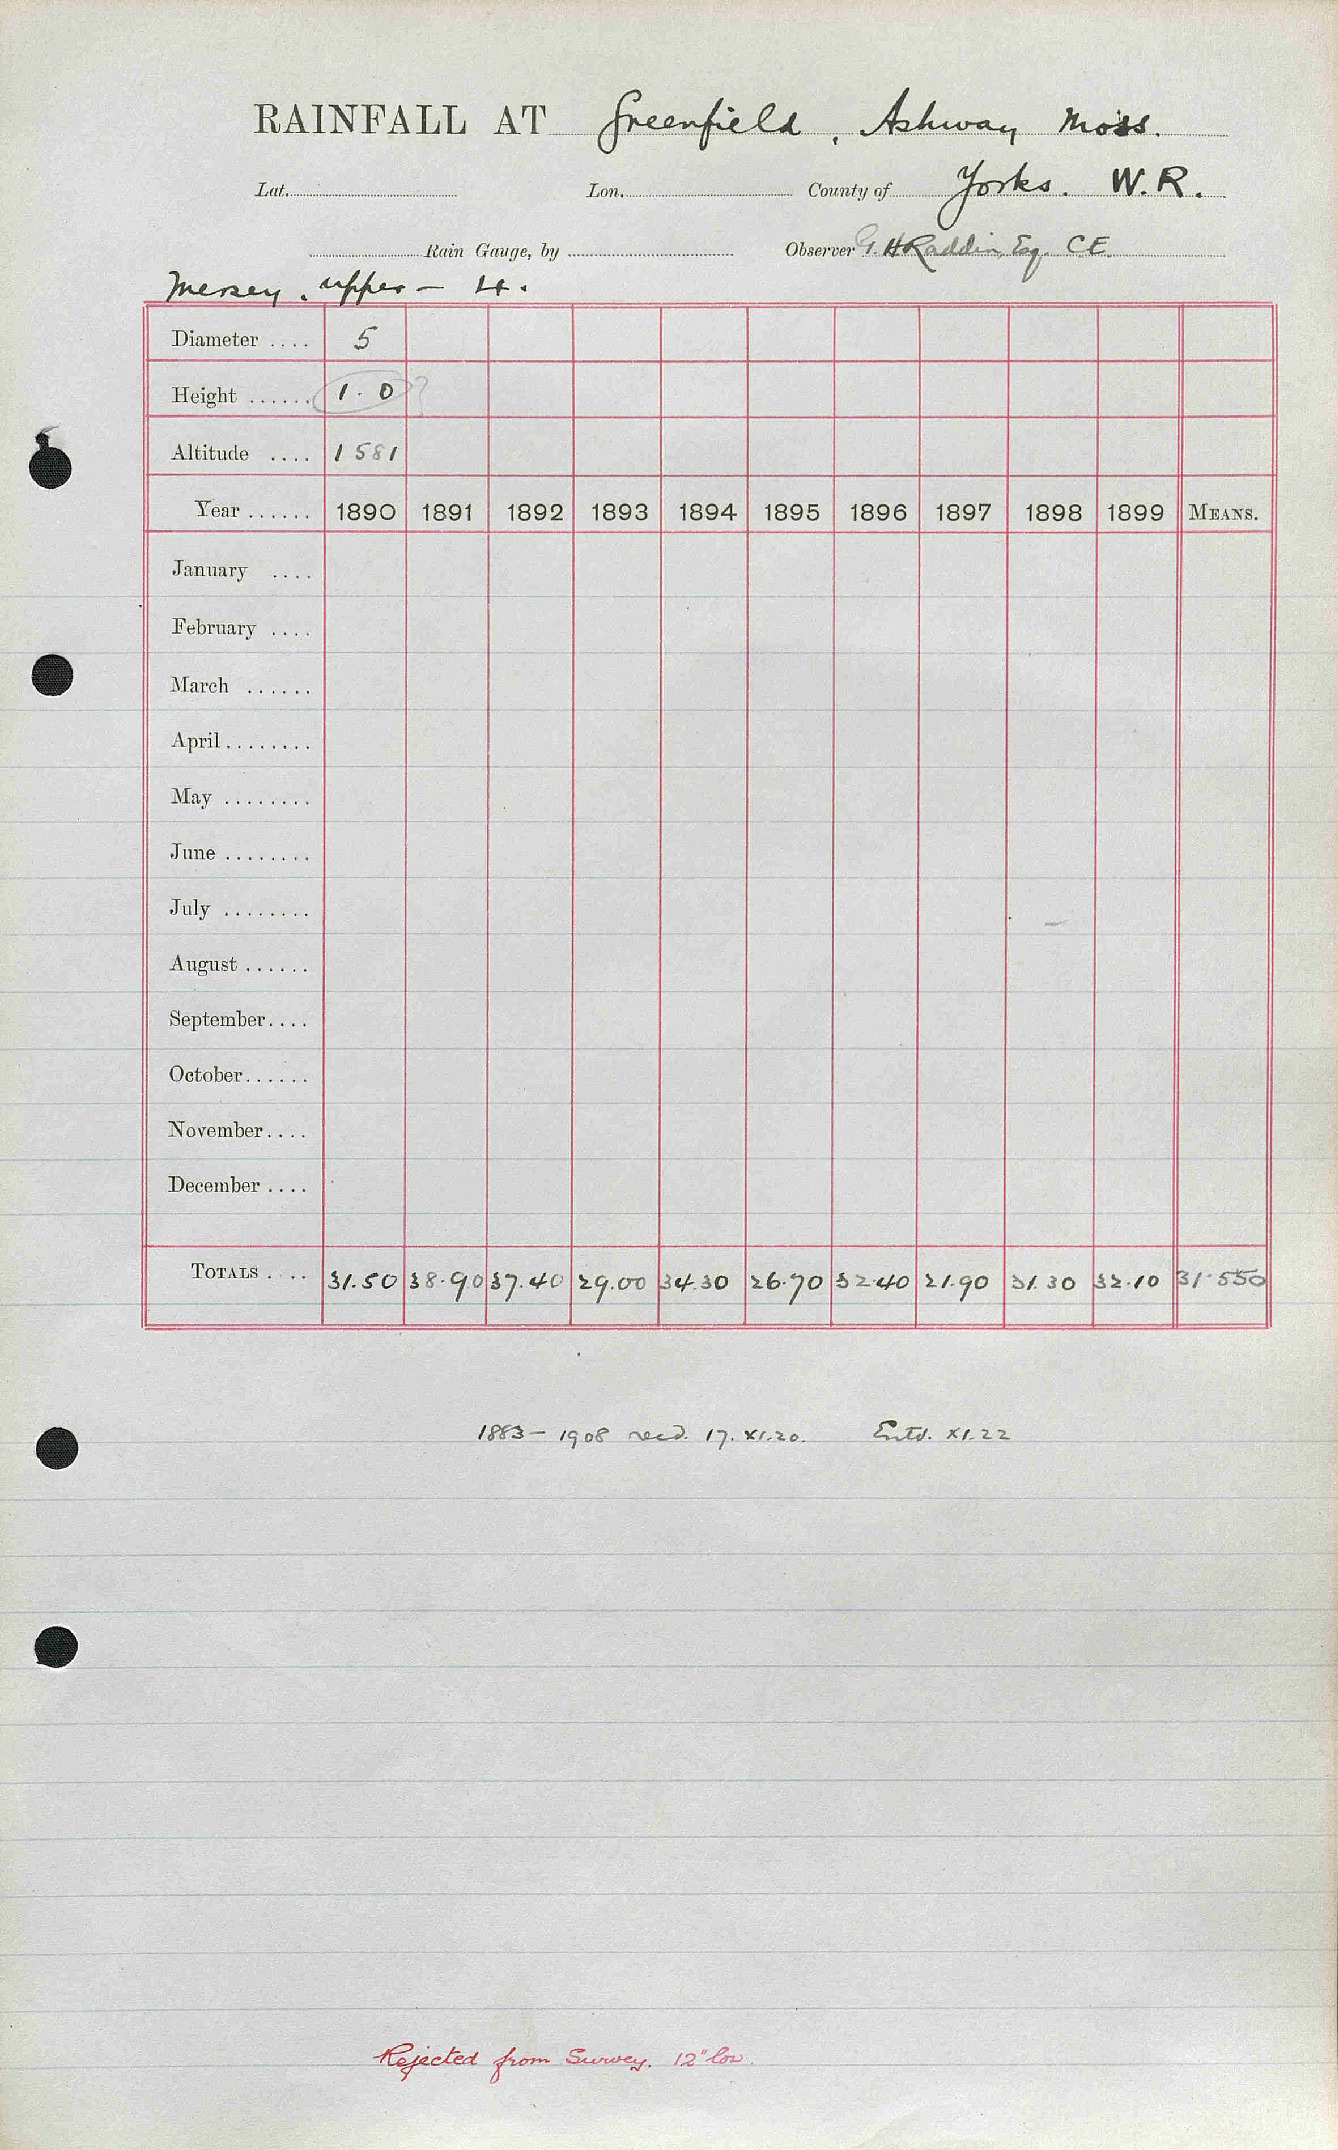 RAINFALL AT Greenfield, Ashway Moss.
Lat. Lon. County of Yorks. W.R.
Rain Gauge, by Observer G.H. Raddin, Esq. CE.
Mersey, upper - 4.
Diameter .... 5
Height ...... 1.0 ?
Altitude .... 1581
Year ...... 1890 1891 1892 1893 1894 1895 1896 1897 1898 1899 MEANS.
January ....
February ....
March ......
April ........
May ........
June ........
July ........
August ......
September....
October......
November....
December ....
TOTALS .... 31.50 38.90 37.40 29.00 34.30 26.70 32.40 21.90 31.30 32.10 31.550
1883-1908 recd. 17.XI.20. Entd. XI.22
Rejected from Survey. 12" low.